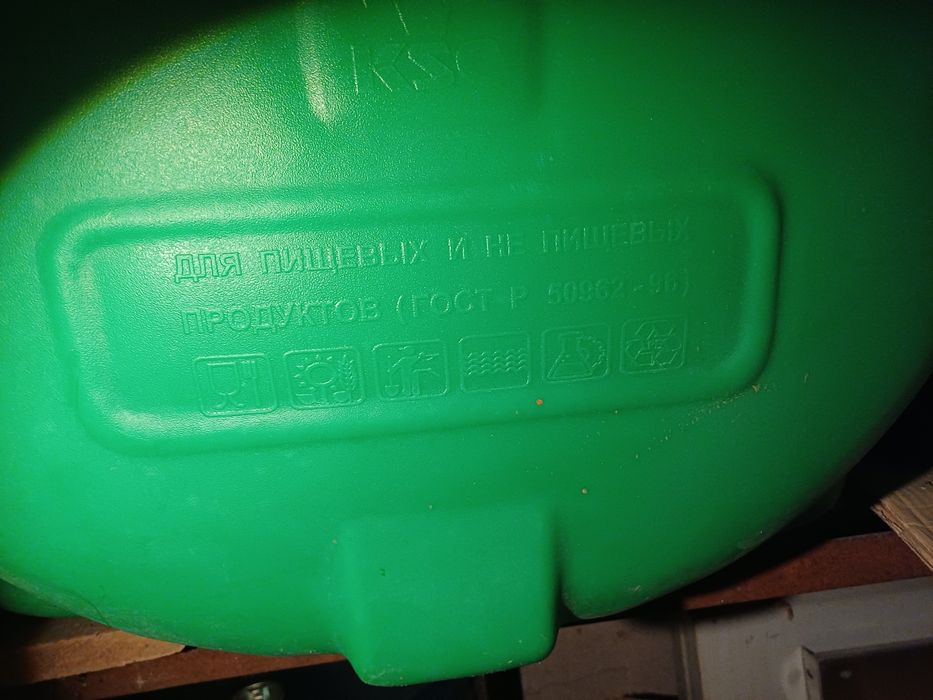 KSC
ДЛЯ ПИЩЕВЫХ И НЕ ПИЩЕВЫХ
ПРОДУКТОВ (ГОСТ Р 50962-96)